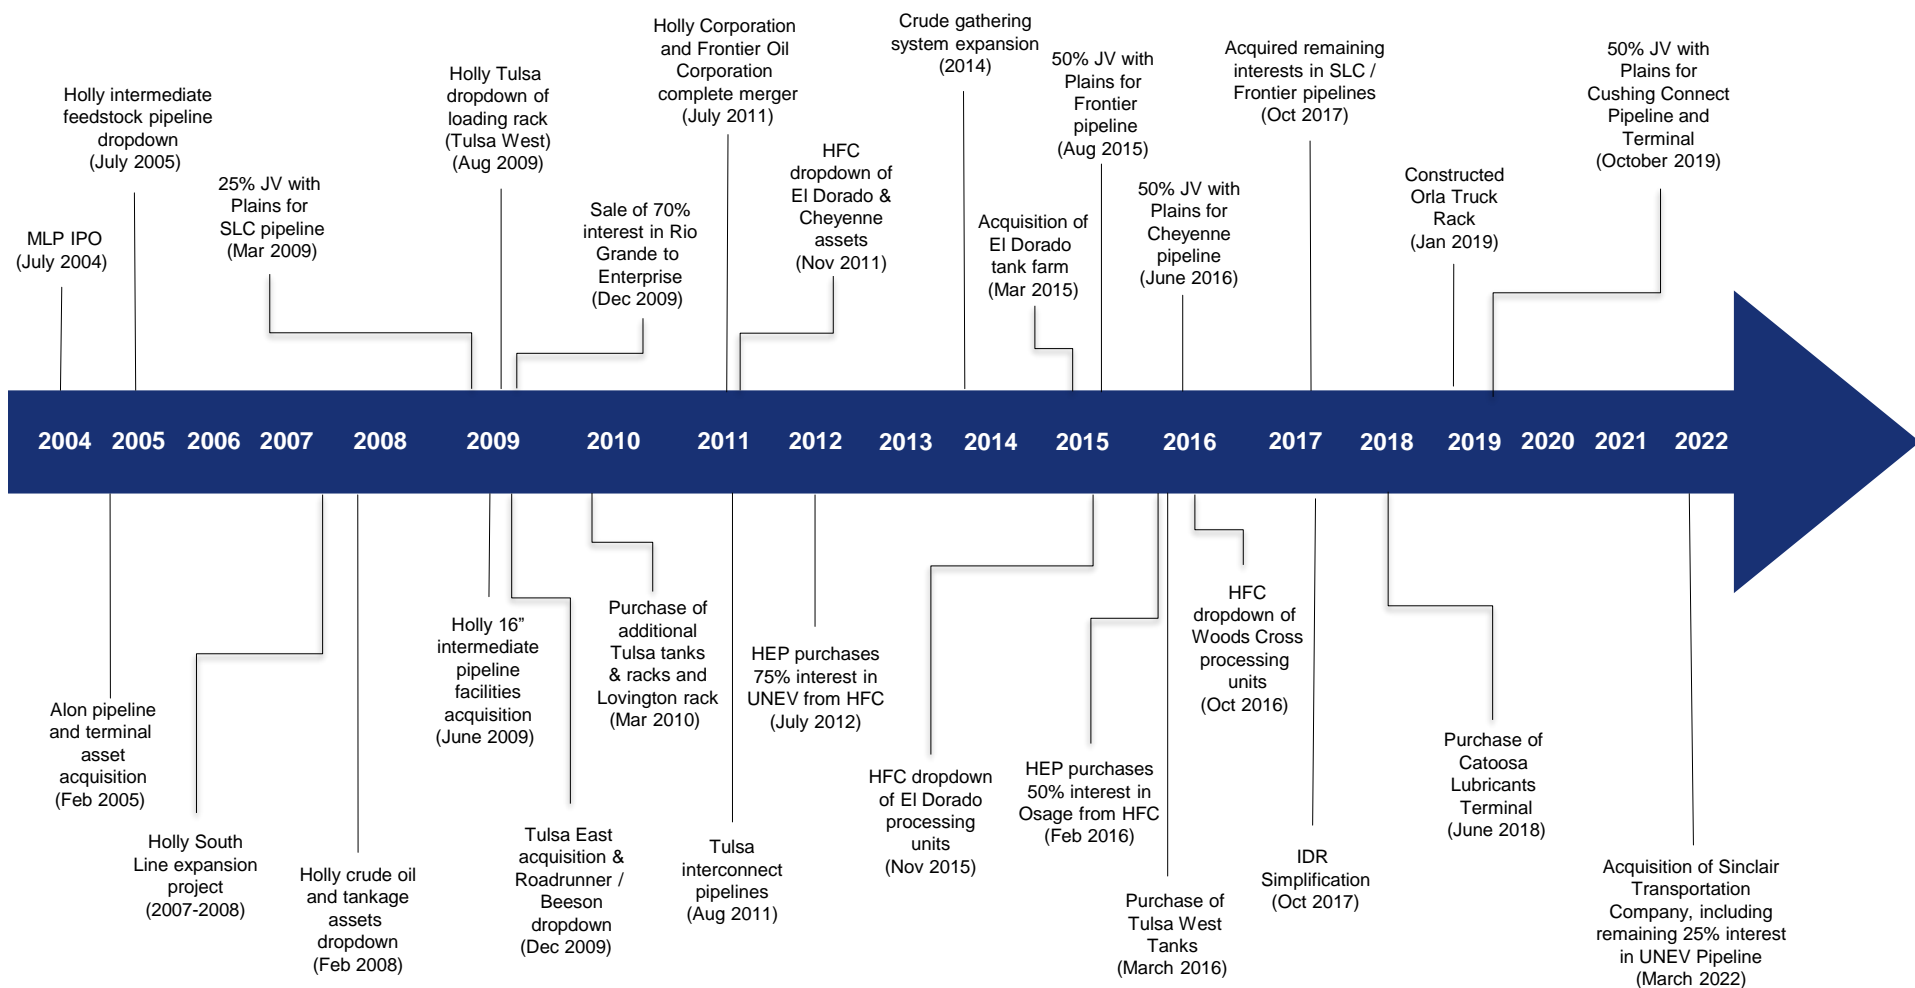 MLP IPO
(July 2004)
Holly intermediate
feedstock pipeline
dropdown
(July 2005)
25% JV with
Plains for
SLC pipeline
(Mar 2009)
Holly Tulsa
dropdown of
loading rack
(Tulsa West)
(Aug 2009)
Sale of 70%
interest in Rio
Grande to
Enterprise
(Dec 2009)
Holly Corporation
and Frontier Oil
Corporation
complete merger
(July 2011)
HFC
dropdown of
El Dorado &
Cheyenne
assets
(Nov 2011)
Crude gathering
system expansion
(2014)
Acquisition of
El Dorado
tank farm
(Mar 2015)
50% JV with
Plains for
Frontier
pipeline
(Aug 2015)
50% JV with
Plains for
Cheyenne
pipeline
(June 2016)
Acquired remaining
interests in SLC /
Frontier pipelines
(Oct 2017)
Constructed
Orla Truck
Rack
(Jan 2019)
50% JV with
Plains for
Cushing Connect
Pipeline and
Terminal
(October 2019)
2004 2005 2006 2007 2008 2009 2010 2011 2012 2013 2014 2015 2016 2017 2018 2019 2020 2021 2022
Alon pipeline
and terminal
asset
acquisition
(Feb 2005)
Holly South
Line expansion
project
(2007-2008)
Holly crude oil
and tankage
assets
dropdown
(Feb 2008)
Holly 16”
intermediate
pipeline
facilities
acquisition
(June 2009)
Tulsa East
acquisition &
Roadrunner /
Beeson
dropdown
(Dec 2009)
Purchase of
additional
Tulsa tanks
& racks and
Lovington rack
(Mar 2010)
Tulsa
interconnect
pipelines
(Aug 2011)
HEP purchases
75% interest in
UNEV from HFC
(July 2012)
HFC dropdown
of El Dorado
processing
units
(Nov 2015)
HEP purchases
50% interest in
Osage from HFC
(Feb 2016)
Purchase of
Tulsa West
Tanks
(March 2016)
HFC
dropdown of
Woods Cross
processing
units
(Oct 2016)
IDR
Simplification
(Oct 2017)
Purchase of
Catoosa
Lubricants
Terminal
(June 2018)
Acquisition of Sinclair
Transportation
Company, including
remaining 25% interest
in UNEV Pipeline
(March 2022)